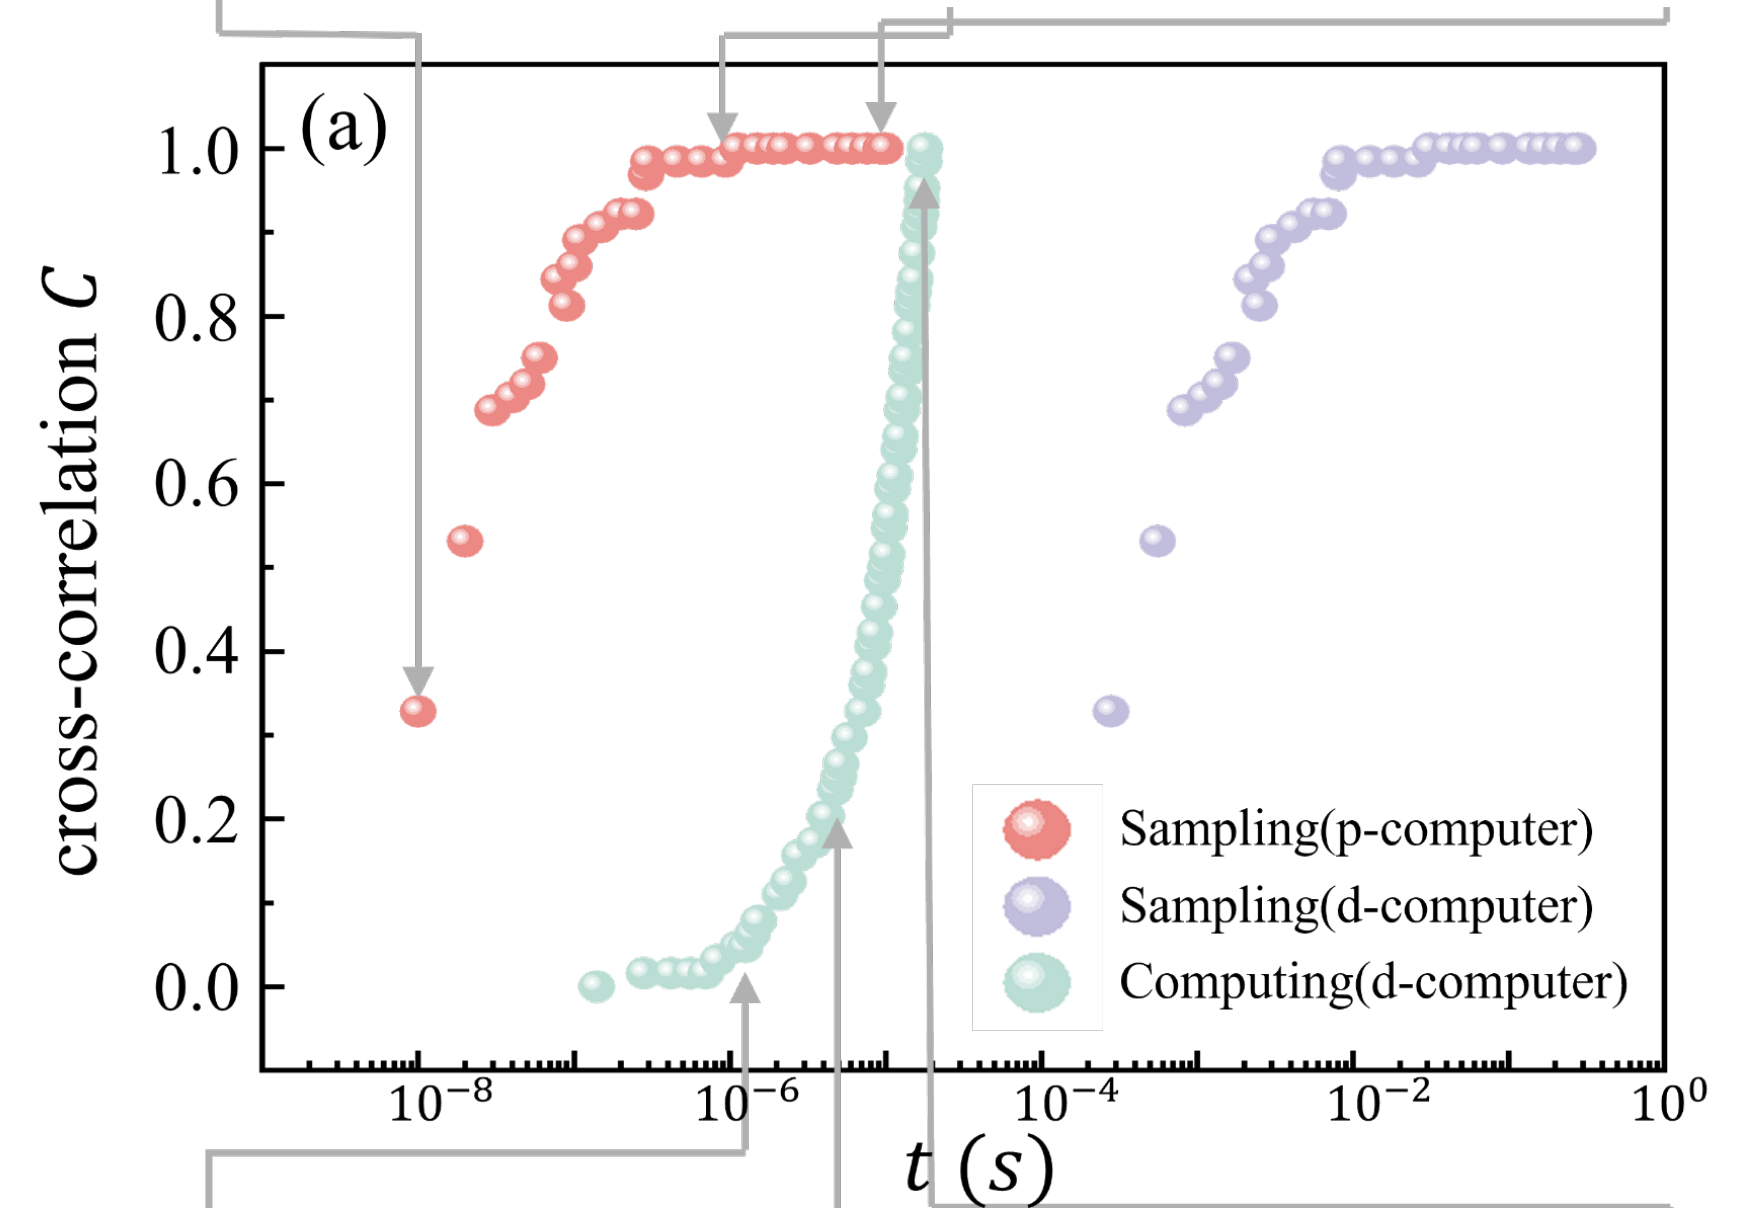 (a)
1.0
0.8
0.6
0.4
0.2
0.0
cross-correlation C
Sampling(p-computer)
Sampling(d-computer)
Computing(d-computer)
10⁻⁸ 10⁻⁶ 10⁻⁴ 10⁻² 10⁰
t (s)